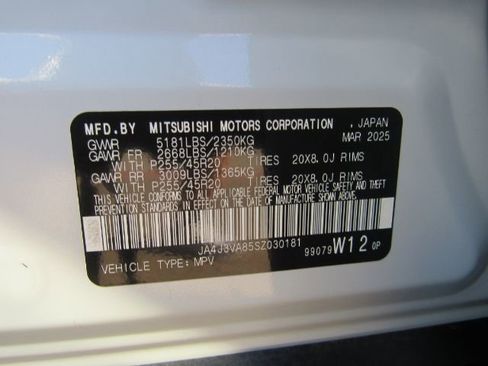 MFD.BY MITSUBISHI MOTORS CORPORATION , JAPAN
GVWR 5181LBS/2350KG MAR 2025
GAWR FR 2668LBS/1210KG
WITH P255/45R20 TIRES 20X8.0J RIMS
GAWR RR 3009LBS/1365KG
WITH P255/45R20 TIRES 20X8.0J RIMS
THIS VEHICLE CONFORMS TO ALL APPLICABLE FEDERAL MOTOR VEHICLE SAFETY AND THEFT
PREVENTION STANDARDS IN EFFECT ON THE DATE OF MANUFACTURE SHOWN ABOVE.
JA4J3VA85SZ030181
99079 W12 0P
VEHICLE TYPE: MPV